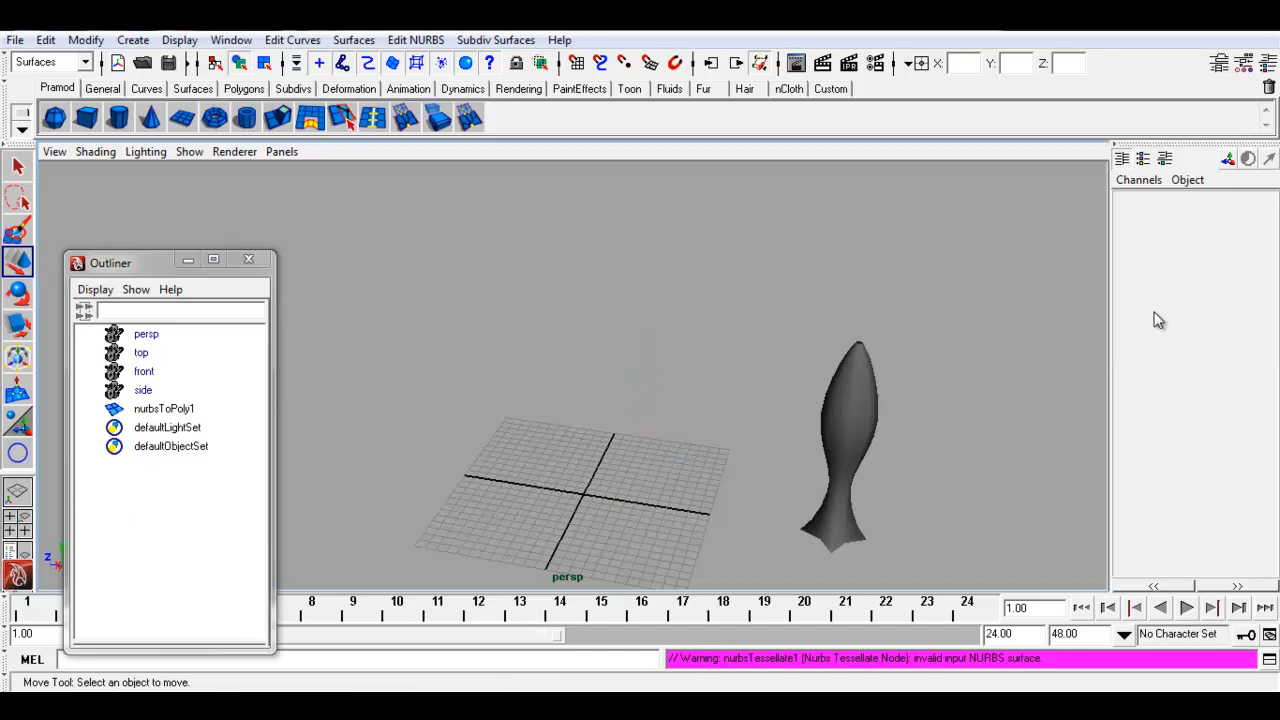 File Edit Modify Create Display Window Edit Curves Surfaces Edit NURBS Subdiv Surfaces Help
Surfaces X: Y: Z:
Pramod General Curves Surfaces Polygons Subdivs Deformation Animation Dynamics Rendering PaintEffects Toon Fluids Fur Hair nCloth Custom
View Shading Lighting Show Renderer Panels
Channels Object
Outliner
Display Show Help
persp
top
front
side
nurbsToPoly1
defaultLightSet
defaultObjectSet
z
persp
1 8 9 10 11 12 13 14 15 16 17 18 19 20 21 22 23 24 1.00
1.00 24.00 48.00 No Character Set
MEL // Warning: nurbsTessellate1 (Nurbs Tessellate Node): invalid input NURBS surface.
Move Tool: Select an object to move.